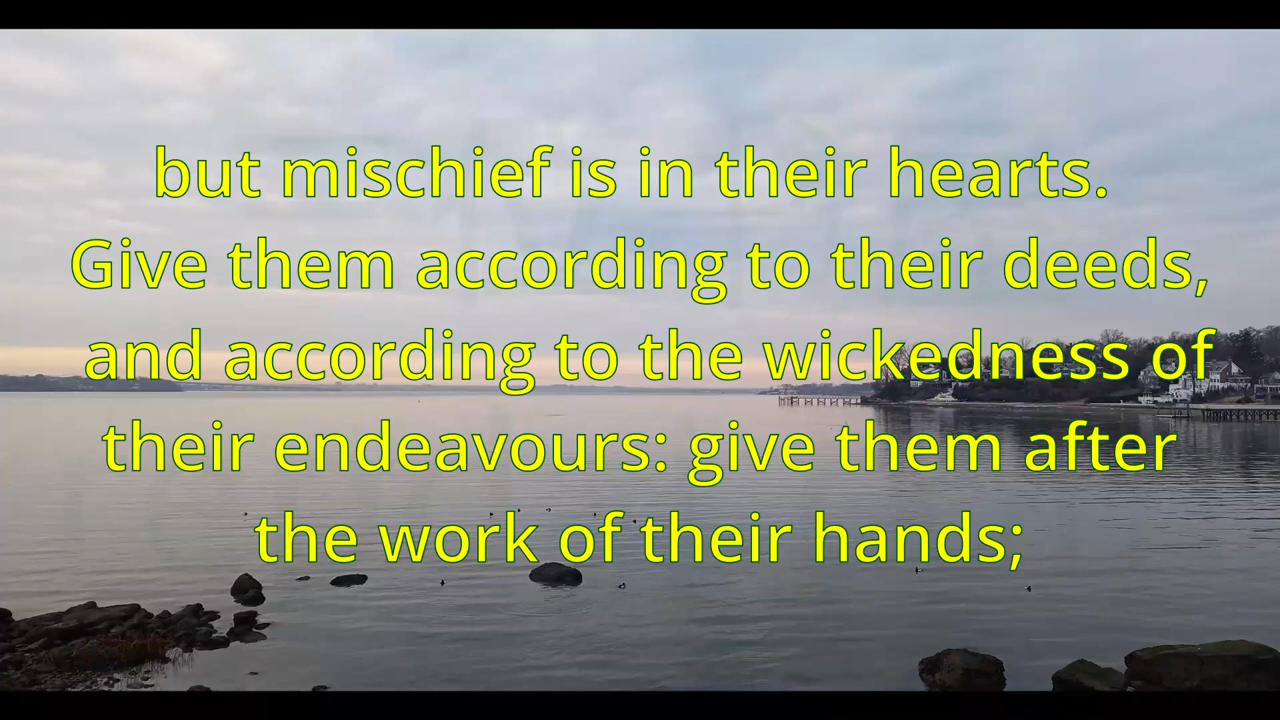 but mischief is in their hearts.
Give them according to their deeds,
and according to the wickedness of
their endeavours: give them after
the work of their hands;